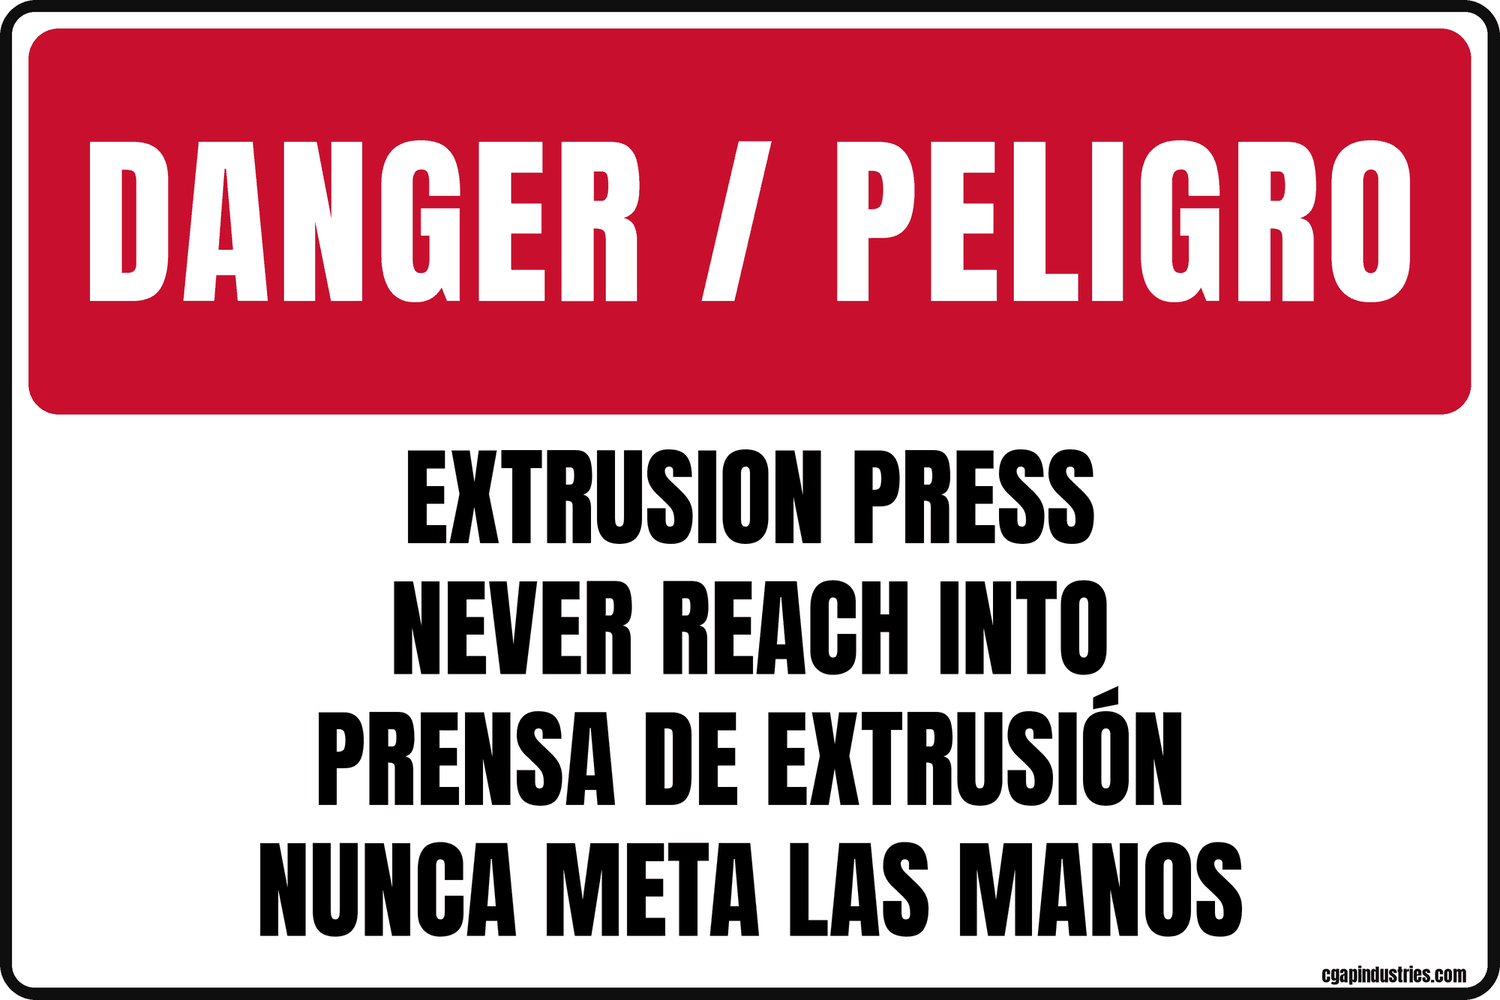 DANGER / PELIGRO
EXTRUSION PRESS
NEVER REACH INTO
PRENSA DE EXTRUSIÓN
NUNCA META LAS MANOS
cgapindustries.com